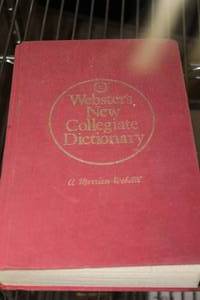 Webster's
New
Collegiate
Dictionary
A Merriam-Webster